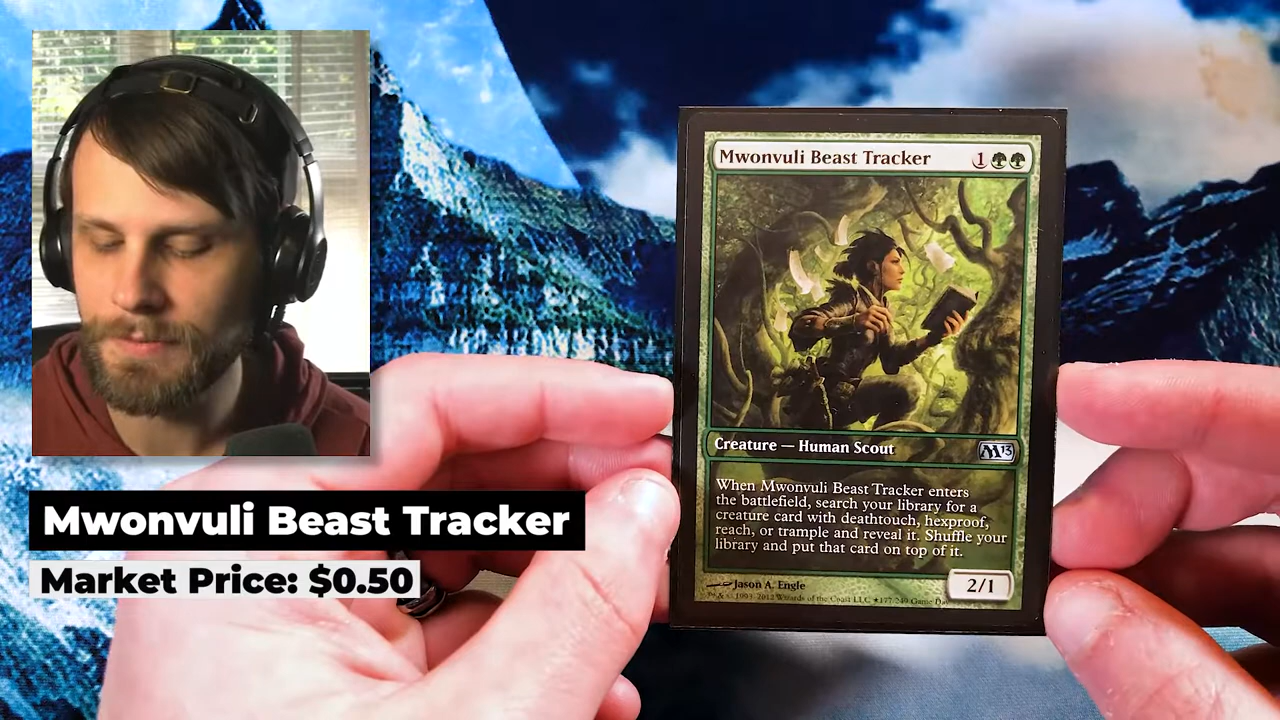 Mwonvuli Beast Tracker 1
Creature — Human Scout M13
When Mwonvuli Beast Tracker enters
the battlefield, search your library for a
creature card with deathtouch, hexproof,
reach, or trample and reveal it. Shuffle your
library and put that card on top of it.
Jason A. Engle
2/1
Mwonvuli Beast Tracker
Market Price: $0.50